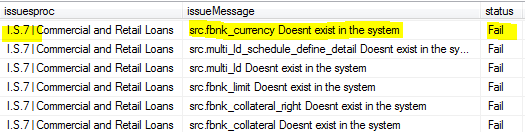 issuesproc issueMessage status
I.S.7 | Commercial and Retail Loans src.fbnk_currency Doesnt exist in the system Fail
I.S.7 | Commercial and Retail Loans src.multi_ld_schedule_define_detail Doesnt exist in the sy... Fail
I.S.7 | Commercial and Retail Loans src.multi_ld Doesnt exist in the system Fail
I.S.7 | Commercial and Retail Loans src.fbnk_limit Doesnt exist in the system Fail
I.S.7 | Commercial and Retail Loans src.fbnk_collateral_right Doesnt exist in the system Fail
I.S.7 | Commercial and Retail Loans src.fbnk_collateral Doesnt exist in the system Fail